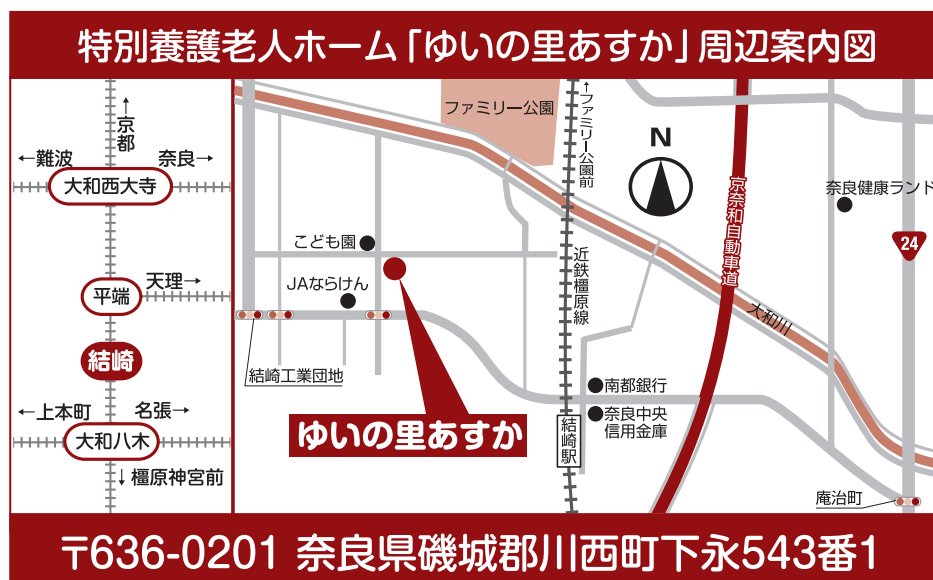 特別養護老人ホーム「ゆいの里あすか」周辺案内図
↑京都
←難波
奈良→
大和西大寺
天理→
平端
結崎
←上本町
名張→
大和八木
↓橿原神宮前
ファミリー公園
↑ファミリー公園前
N
京奈和自動車道
奈良健康ランド
24
こども園
JAならけん
近鉄橿原線
大和川
結崎工業団地
南都銀行
奈良中央
信用金庫
結崎駅
ゆいの里あすか
庵治町
〒636-0201 奈良県磯城郡川西町下永543番1